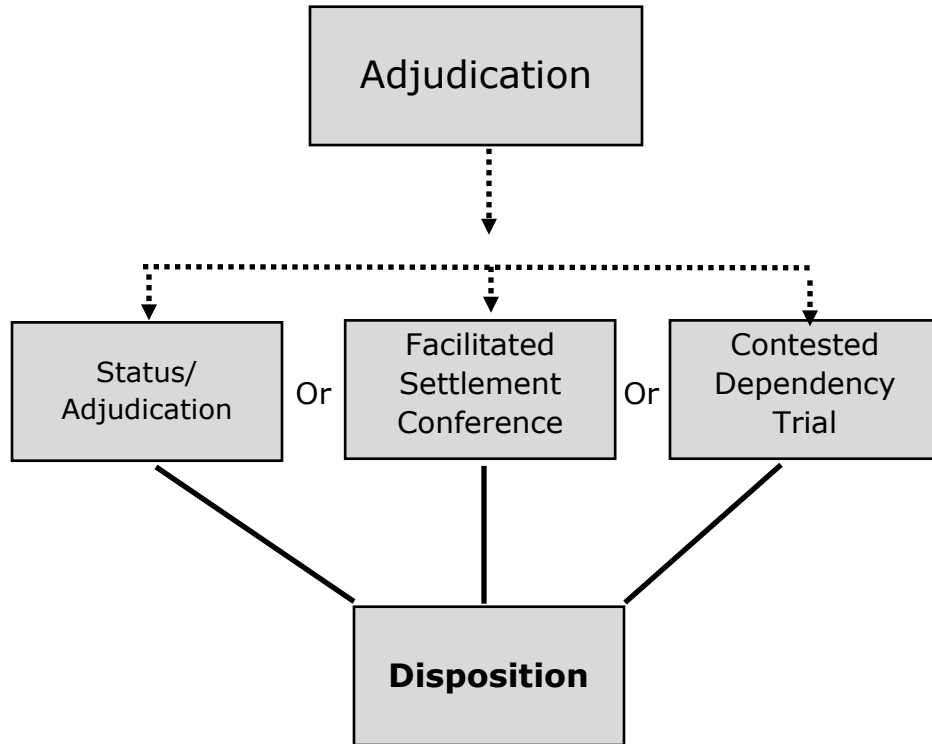 Adjudication
Status/
Adjudication
Or
Facilitated
Settlement
Conference
Or
Contested
Dependency
Trial
Disposition